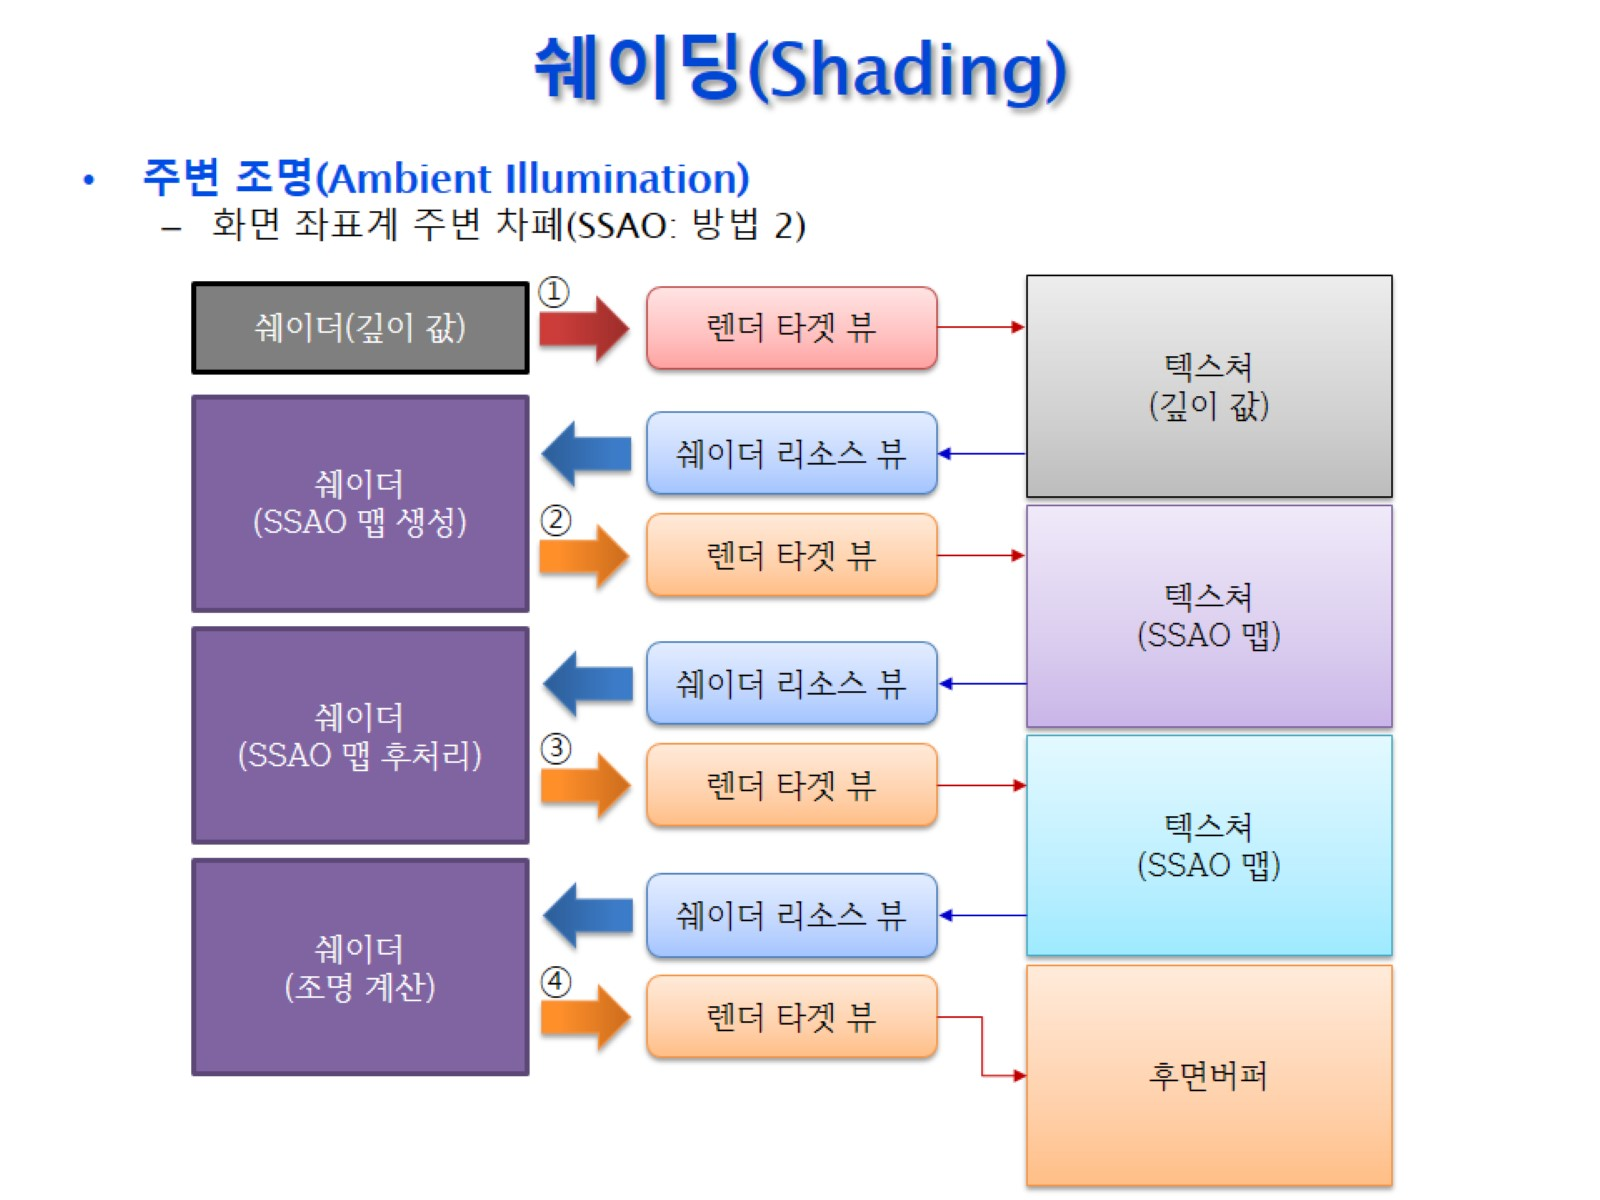 쉐이딩(Shading)
• 주변 조명(Ambient Illumination)
– 화면 좌표계 주변 차폐(SSAO: 방법 2)
쉐이더(깊이 값)
①
렌더 타겟 뷰
텍스쳐
(깊이 값)
쉐이더
(SSAO 맵 생성)
쉐이더 리소스 뷰
②
렌더 타겟 뷰
텍스쳐
(SSAO 맵)
쉐이더
(SSAO 맵 후처리)
쉐이더 리소스 뷰
③
렌더 타겟 뷰
텍스쳐
(SSAO 맵)
쉐이더
(조명 계산)
쉐이더 리소스 뷰
④
렌더 타겟 뷰
후면버퍼